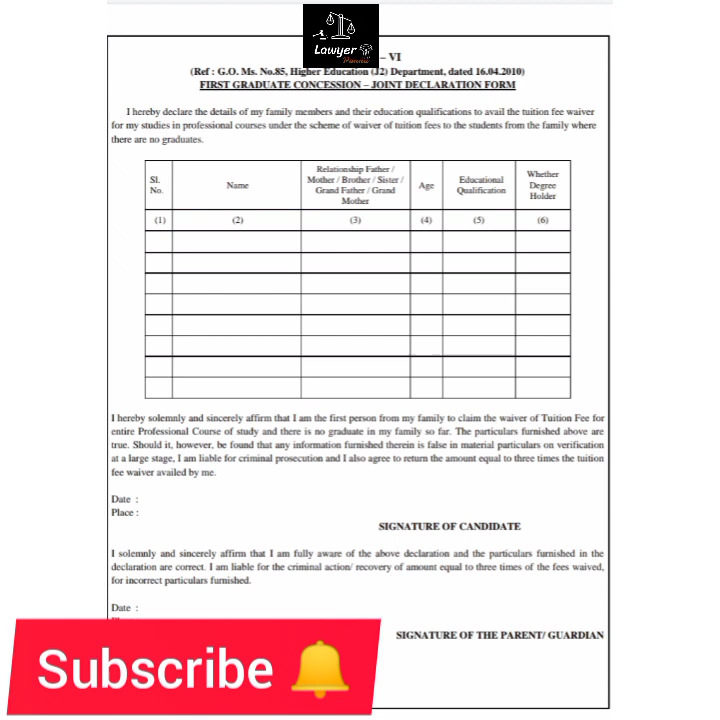 Lawyer
– VI
(Ref : G.O. Ms. No.85, Higher Education (J2) Department, dated 16.04.2010)
FIRST GRADUATE CONCESSION – JOINT DECLARATION FORM
I hereby declare the details of my family members and their education qualifications to avail the tuition fee waiver
for my studies in professional courses under the scheme of waiver of tuition fees to the students from the family where
there are no graduates.
Sl. No.
Name
Relationship Father /
Mother / Brother / Sister /
Grand Father / Grand
Mother
Age
Educational
Qualification
Whether
Degree
Holder
(1) (2) (3) (4) (5) (6)
I hereby solemnly and sincerely affirm that I am the first person from my family to claim the waiver of Tuition Fee for
entire Professional Course of study and there is no graduate in my family so far. The particulars furnished above are
true. Should it, however, be found that any information furnished therein is false in material particulars on verification
at a large stage, I am liable for criminal prosecution and I also agree to return the amount equal to three times the tuition
fee waiver availed by me.
Date :
Place :
SIGNATURE OF CANDIDATE
I solemnly and sincerely affirm that I am fully aware of the above declaration and the particulars furnished in the
declaration are correct. I am liable for the criminal action/ recovery of amount equal to three times of the fees waived,
for incorrect particulars furnished.
Date :
SIGNATURE OF THE PARENT/ GUARDIAN
Subscribe